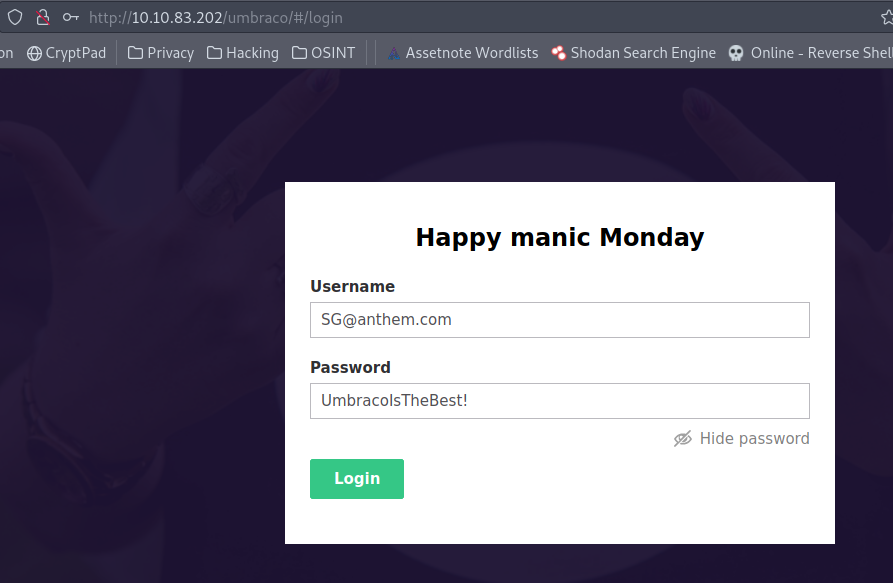 http://10.10.83.202/umbraco/#/login
on CryptPad Privacy Hacking OSINT Assetnote Wordlists Shodan Search Engine Online - Reverse Shell
Happy manic Monday
Username
SG@anthem.com
Password
UmbracoIsTheBest!
Hide password
Login